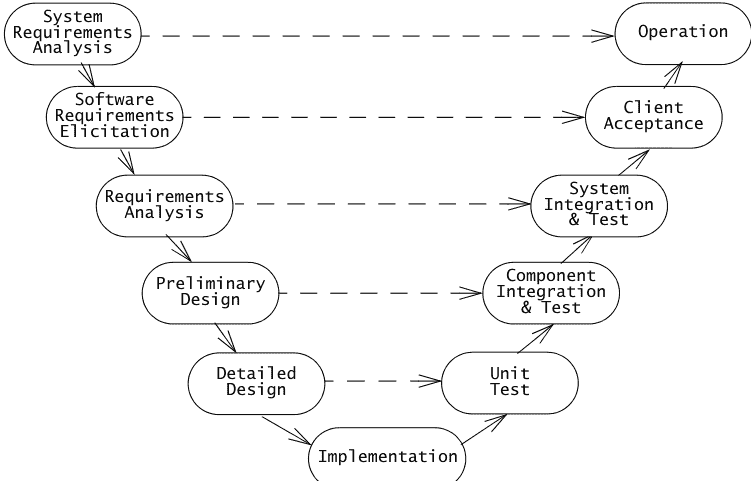 System
Requirements
Analysis
Operation
Software
Requirements
Elicitation
Client
Acceptance
Requirements
Analysis
System
Integration
& Test
Preliminary
Design
Component
Integration
& Test
Detailed
Design
Unit
Test
Implementation